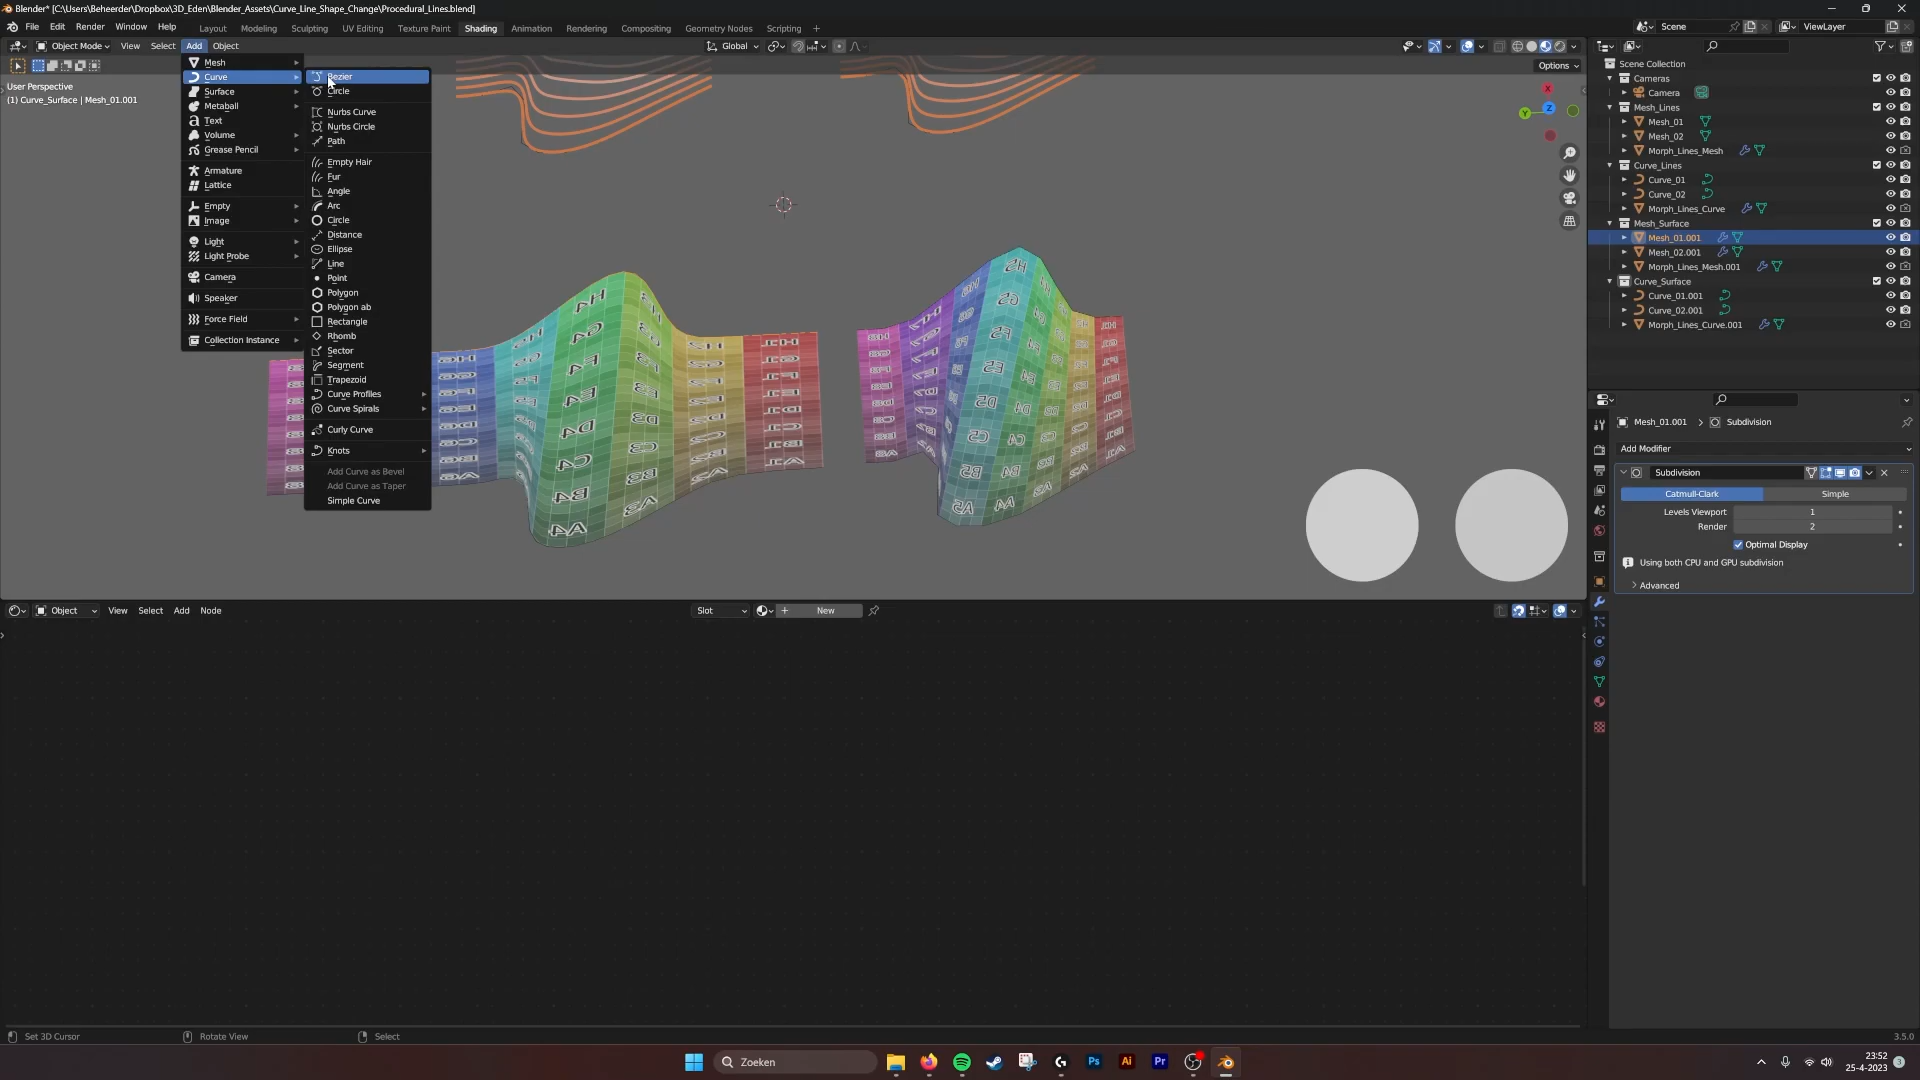 Blender* [C:\Users\Beheerder\Dropbox\3D_Eden\Blender_Assets\Curve_Line_Shape_Change\Procedural_Lines.blend]
File Edit Render Window Help Layout Modeling Sculpting UV Editing Texture Paint Shading Animation Rendering Compositing Geometry Nodes Scripting + Scene ViewLayer
Object Mode View Select Add Object Global
Options
User Perspective
(1) Curve_Surface | Mesh_01.001
Mesh
Curve
Surface
Metaball
Text
Volume
Grease Pencil
Armature
Lattice
Empty
Image
Light
Light Probe
Camera
Speaker
Force Field
Collection Instance
Bezier
Circle
Nurbs Curve
Nurbs Circle
Path
Empty Hair
Fur
Angle
Arc
Circle
Distance
Ellipse
Line
Point
Polygon
Polygon ab
Rectangle
Rhomb
Sector
Segment
Trapezoid
Curve Profiles
Curve Spirals
Curly Curve
Knots
Add Curve as Bevel
Add Curve as Taper
Simple Curve
X
Y
Z
Scene Collection
Cameras
Camera
Mesh_Lines
Mesh_01
Mesh_02
Morph_Lines_Mesh
Curve_Lines
Curve_01
Curve_02
Morph_Lines_Curve
Mesh_Surface
Mesh_01.001
Mesh_02.001
Morph_Lines_Mesh.001
Curve_Surface
Curve_01.001
Curve_02.001
Morph_Lines_Curve.001
Mesh_01.001 > Subdivision
Add Modifier
Subdivision
Catmull-Clark Simple
Levels Viewport 1
Render 2
Optimal Display
Using both CPU and GPU subdivision
Advanced
Object View Select Add Node Slot + New
Set 3D Cursor Rotate View Select 3.5.0
Zoeken Ps Ai Pr 23:52
25-4-2023 3